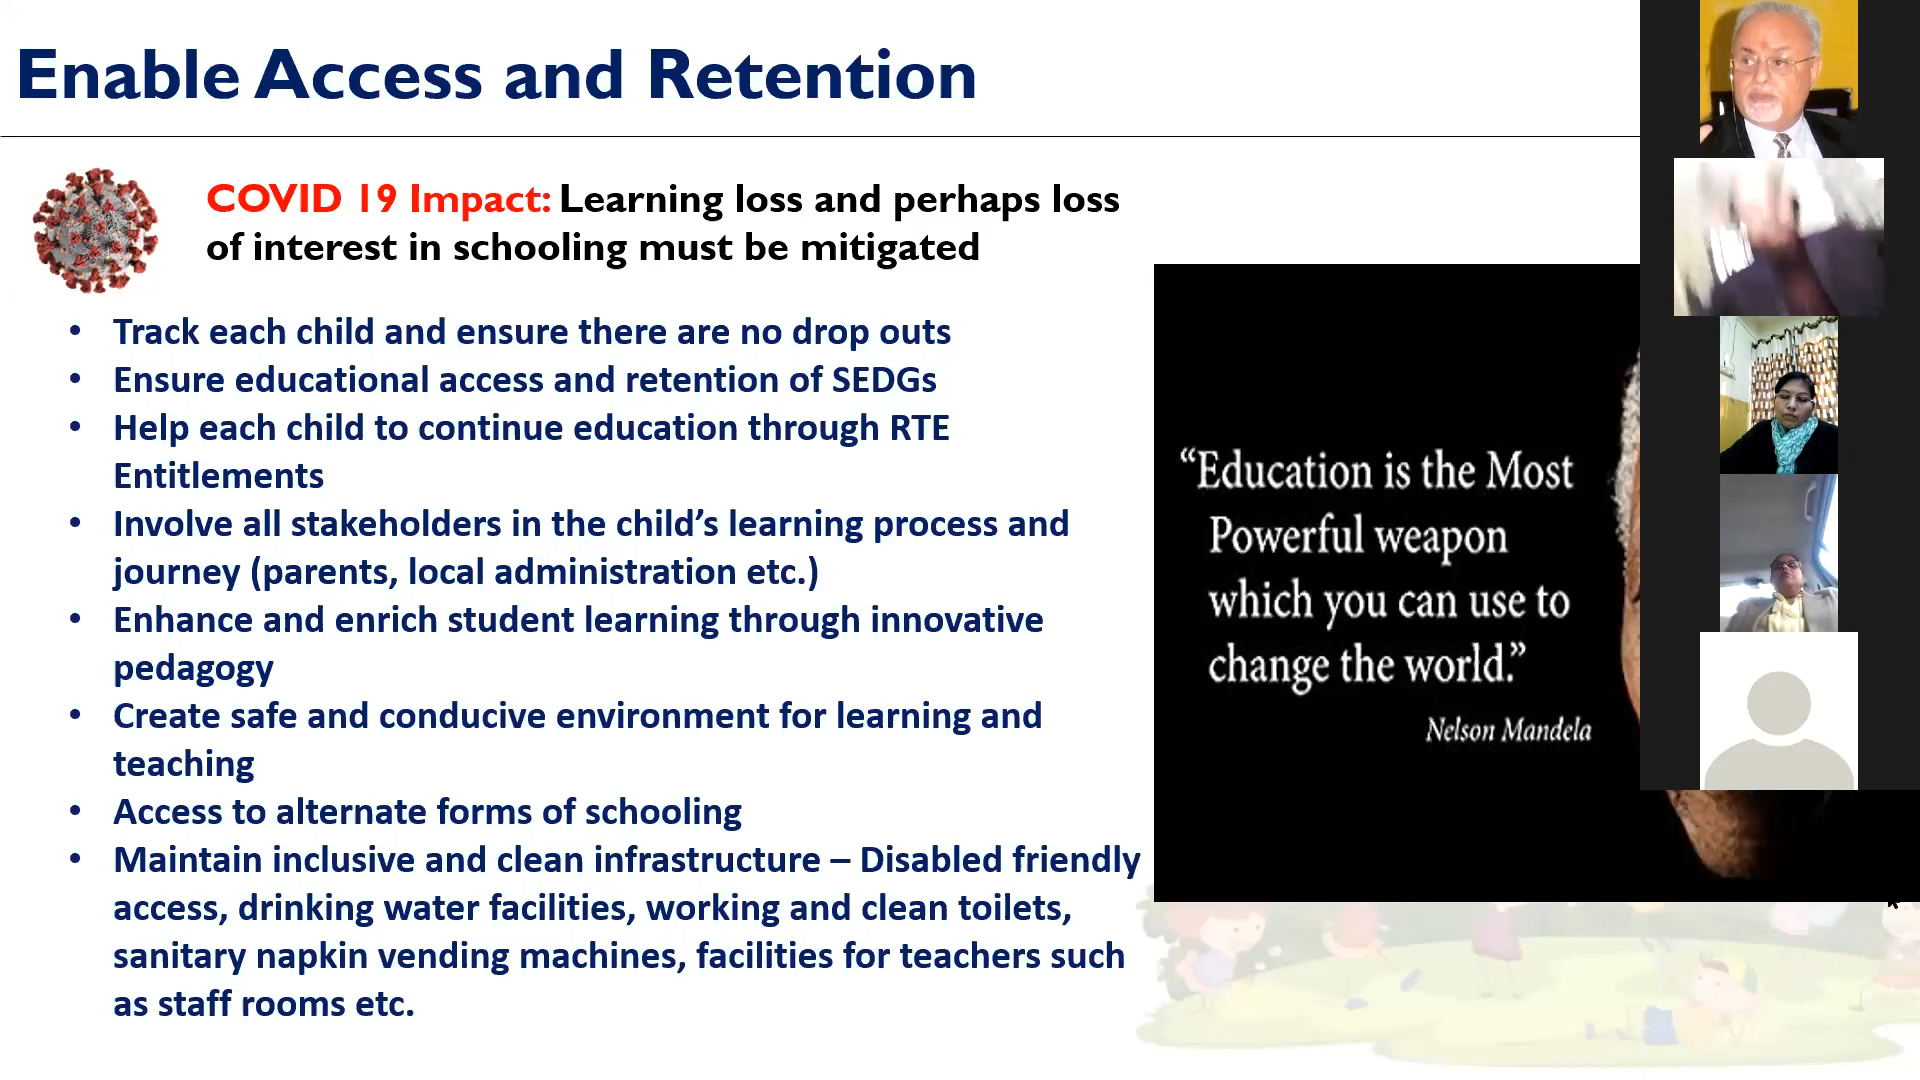 Enable Access and Retention
COVID 19 Impact: Learning loss and perhaps loss
of interest in schooling must be mitigated
• Track each child and ensure there are no drop outs
• Ensure educational access and retention of SEDGs
• Help each child to continue education through RTE
Entitlements
• Involve all stakeholders in the child’s learning process and
journey (parents, local administration etc.)
• Enhance and enrich student learning through innovative
pedagogy
• Create safe and conducive environment for learning and
teaching
• Access to alternate forms of schooling
• Maintain inclusive and clean infrastructure – Disabled friendly
access, drinking water facilities, working and clean toilets,
sanitary napkin vending machines, facilities for teachers such
as staff rooms etc.
“Education is the Most
Powerful weapon
which you can use to
change the world.”
Nelson Mandela